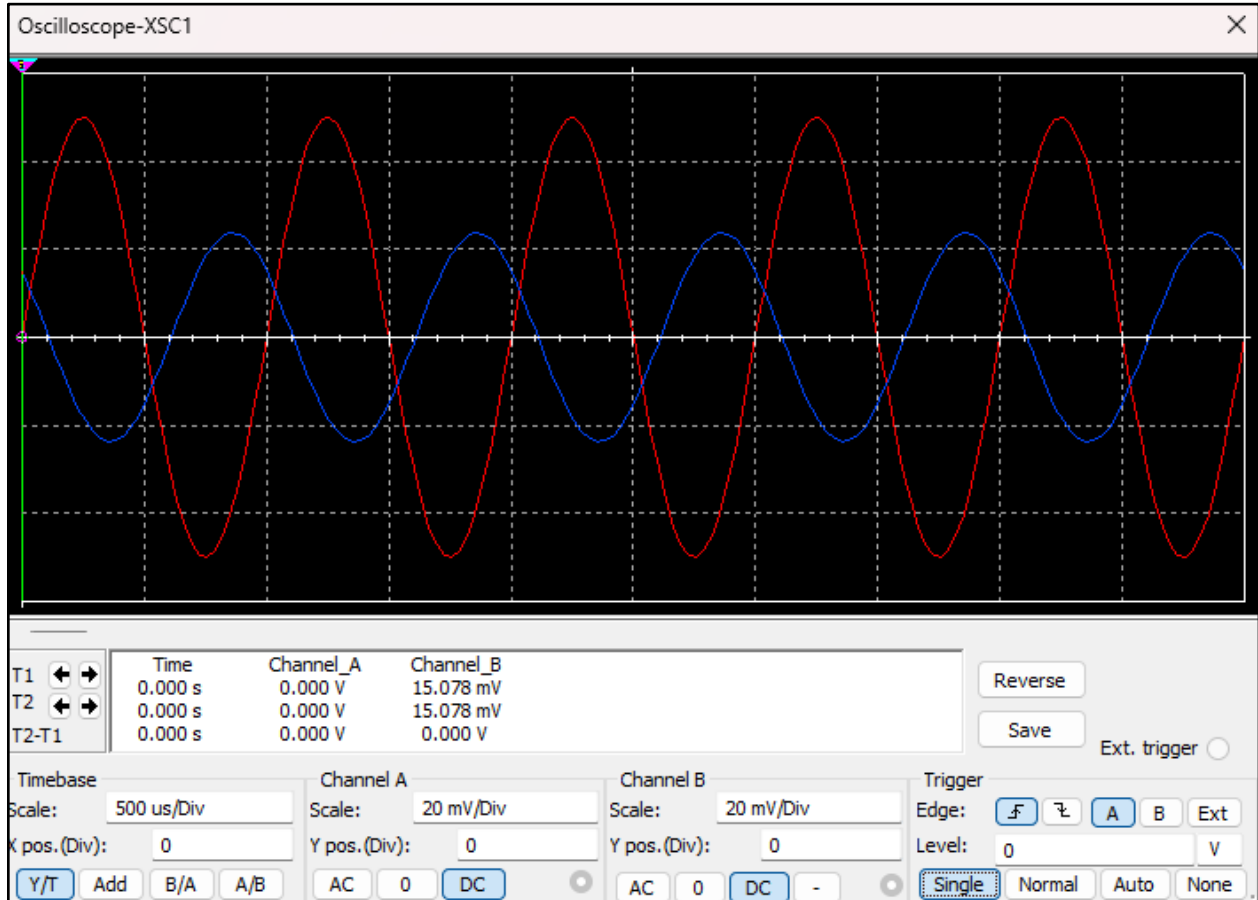 Oscilloscope-XSC1
Time Channel_A Channel_B
T1 0.000 s 0.000 V 15.078 mV
T2 0.000 s 0.000 V 15.078 mV
T2-T1 0.000 s 0.000 V 0.000 V
Reverse
Save
Ext. trigger
Timebase
Scale: 500 us/Div
X pos.(Div): 0
Y/T Add B/A A/B
Channel A
Scale: 20 mV/Div
Y pos.(Div): 0
AC 0 DC
Channel B
Scale: 20 mV/Div
Y pos.(Div): 0
AC 0 DC -
Trigger
Edge: A B Ext
Level: 0 V
Single Normal Auto None